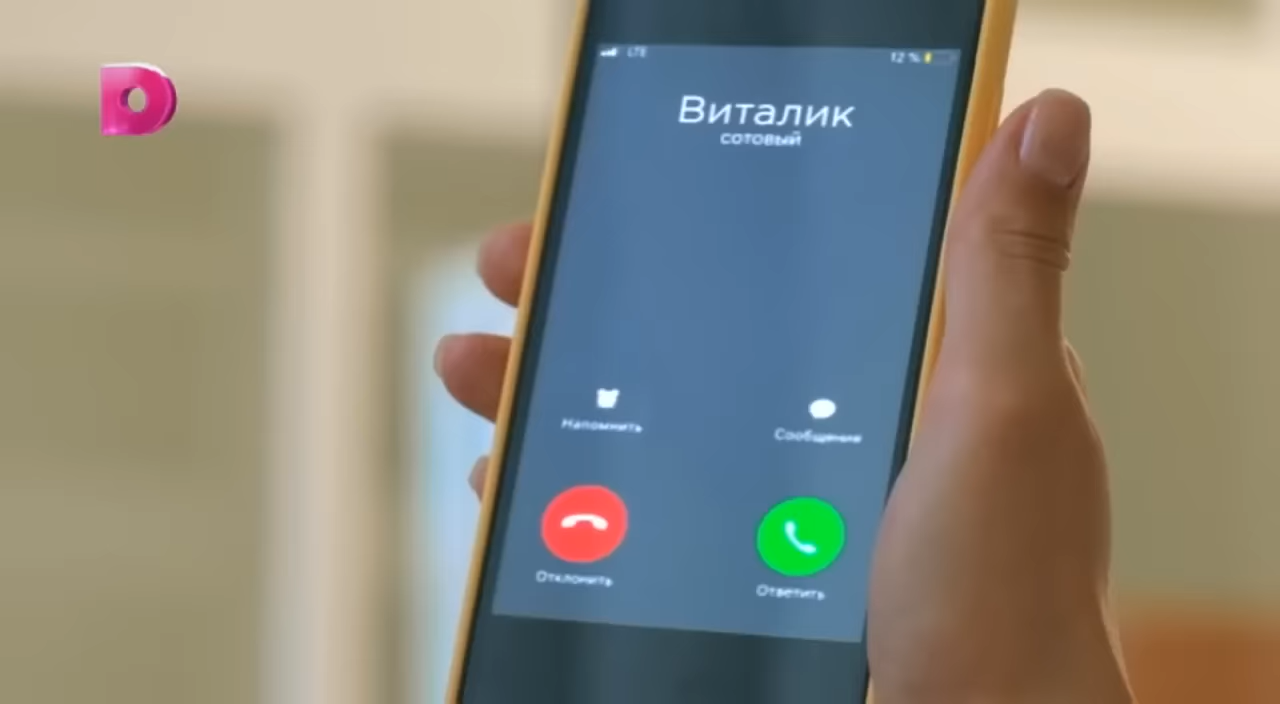 D
LTE 12 %
Виталик
сотовый
Напомнить Сообщение
Отклонить Ответить